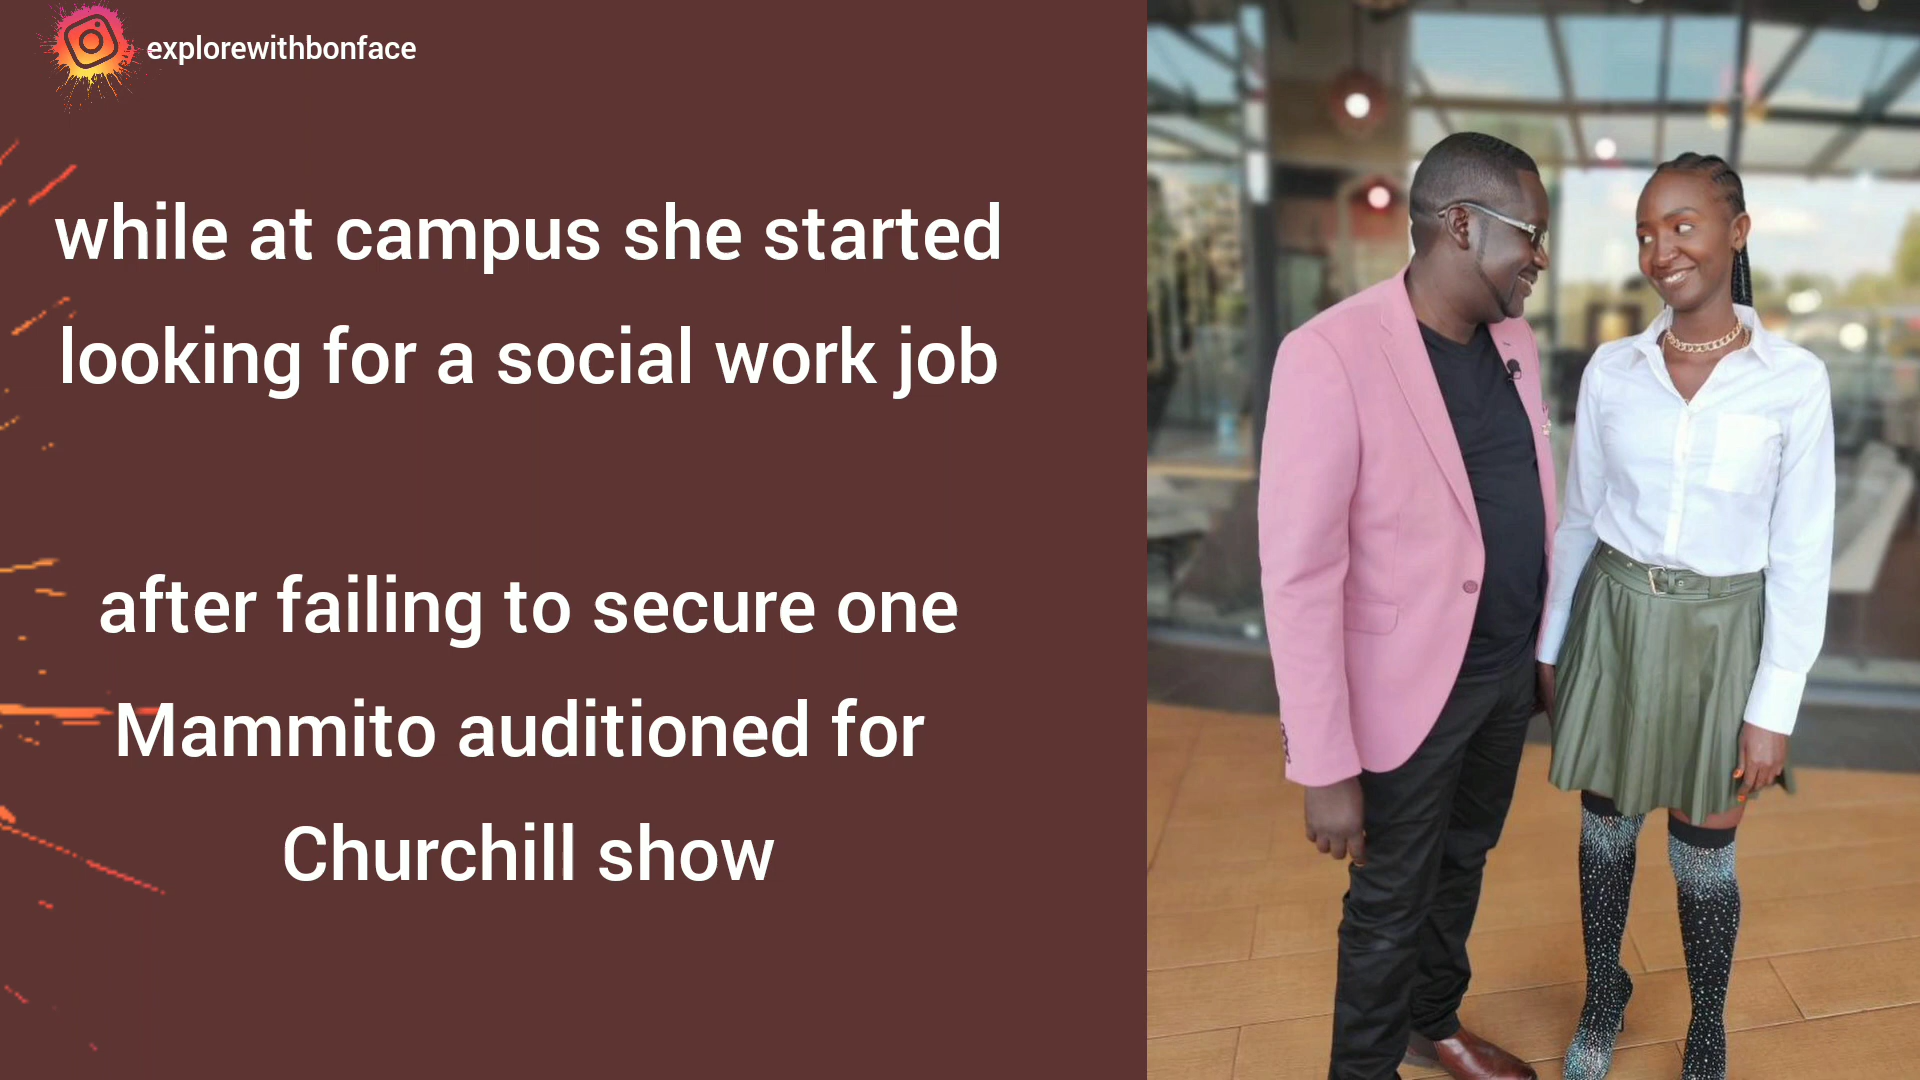 explorewithbonface
while at campus she started
looking for a social work job
after failing to secure one
Mammito auditioned for
Churchill show